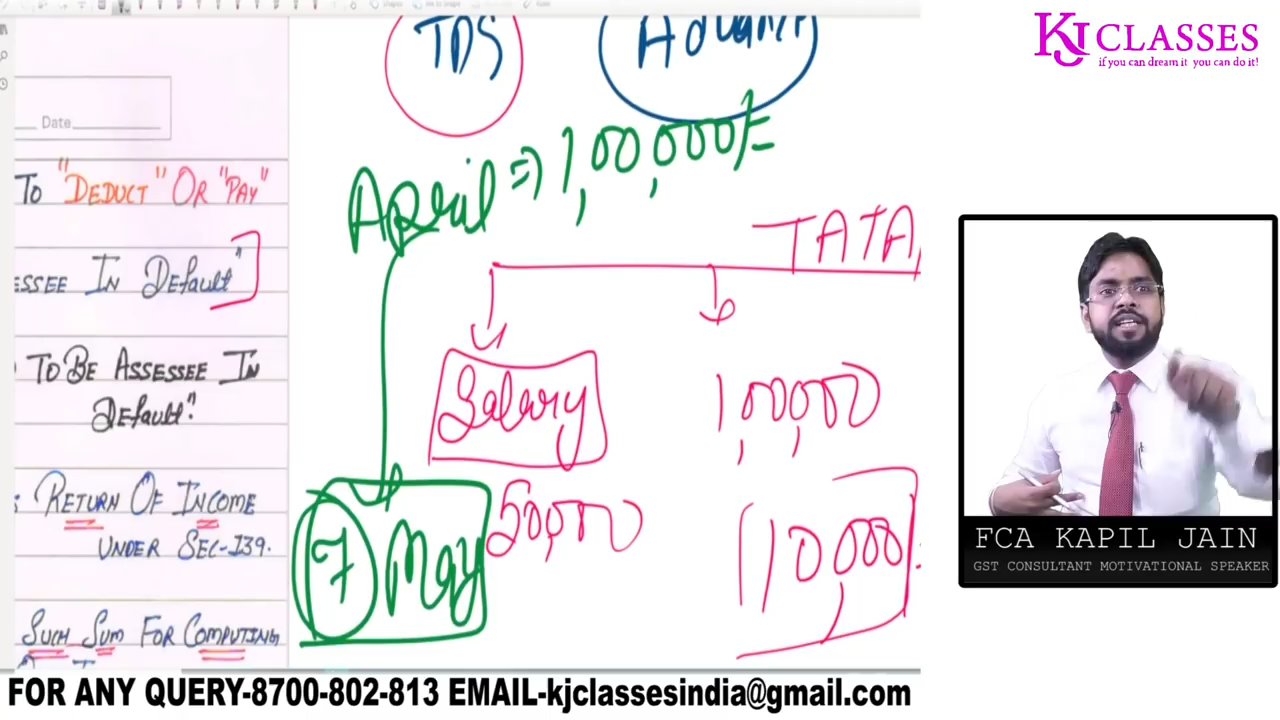 KJ CLASSES
if you can dream it you can do it!
TDS
Date
TO "DEDUCT" OR "PAY"
April => 1,00,000/=
TATA
ESSEE IN Default"
TO BE ASSESSEE IN
Default".
Salary
1,00,000
RETURN OF INCOME
UNDER SEC-139.
50,000
10,000
7 May
SUCH SUM FOR COMPUTING
FCA KAPIL JAIN
GST CONSULTANT MOTIVATIONAL SPEAKER
FOR ANY QUERY-8700-802-813 EMAIL-kjclassesindia@gmail.com